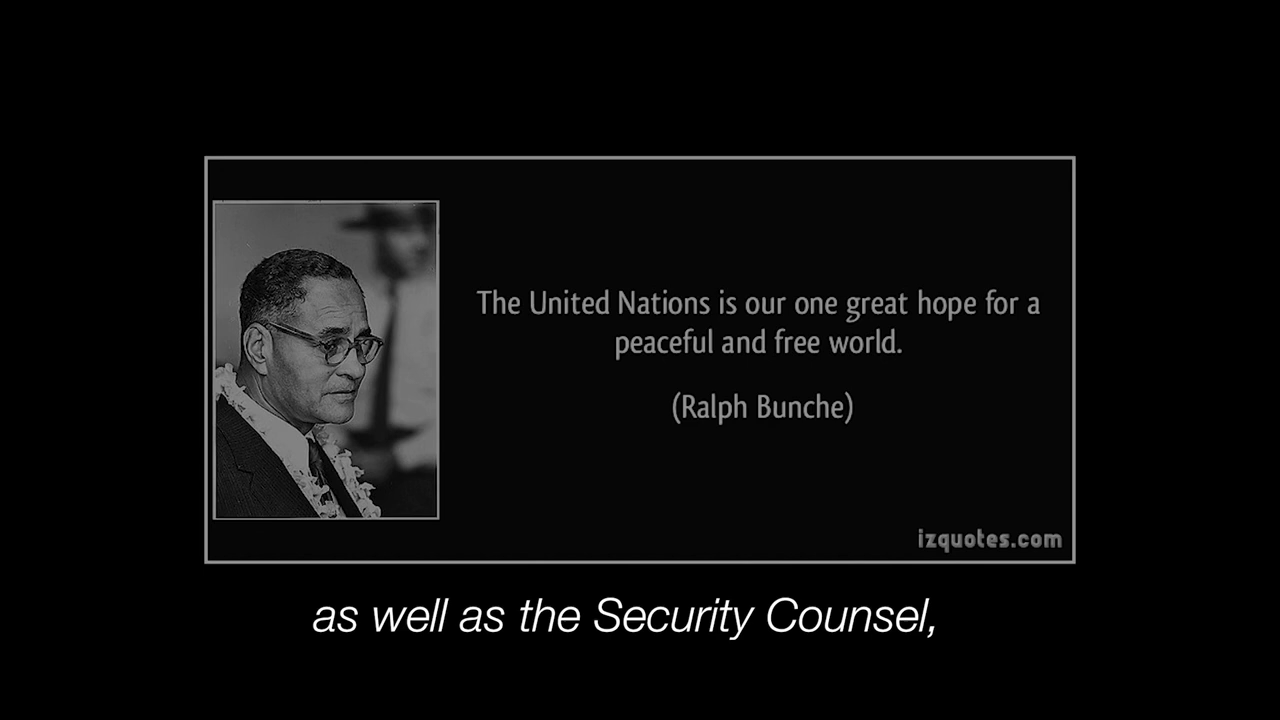 The United Nations is our one great hope for a
peaceful and free world.
(Ralph Bunche)
izquotes.com
as well as the Security Counsel,